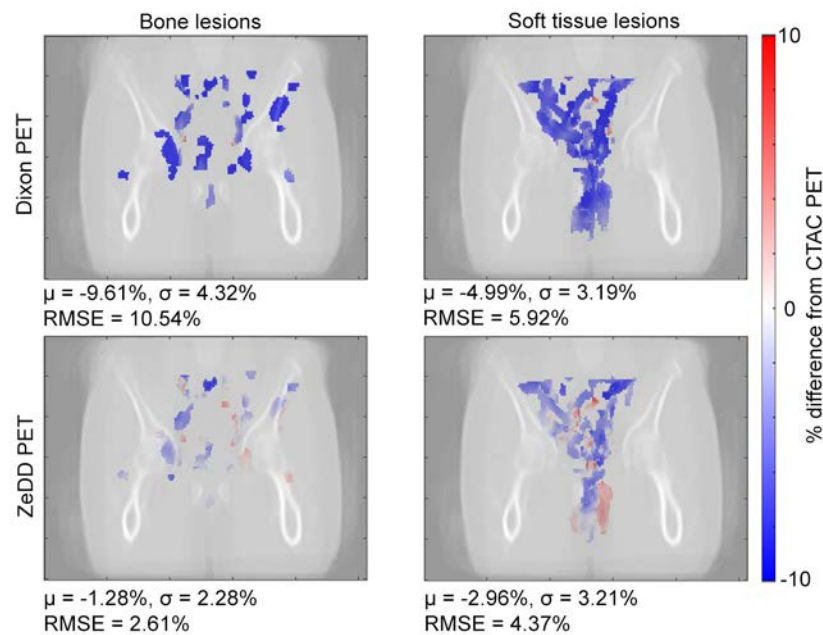 Bone lesions
Soft tissue lesions
Dixon PET
μ = -9.61%, σ = 4.32%
RMSE = 10.54%
μ = -4.99%, σ = 3.19%
RMSE = 5.92%
ZeDD PET
μ = -1.28%, σ = 2.28%
RMSE = 2.61%
μ = -2.96%, σ = 3.21%
RMSE = 4.37%
10
0
-10
% difference from CTAC PET